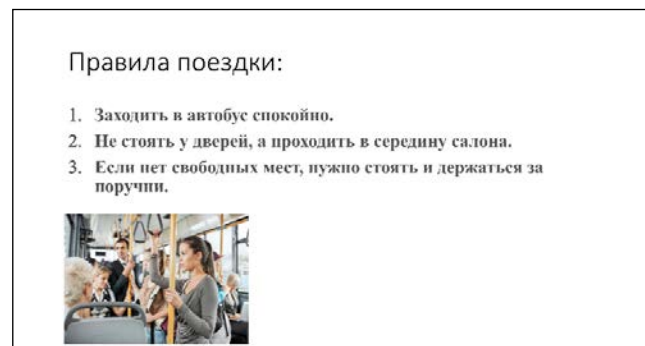 Правила поездки:
1. Заходить в автобус спокойно.
2. Не стоять у дверей, а проходить в середину салона.
3. Если нет свободных мест, нужно стоять и держаться за
поручни.